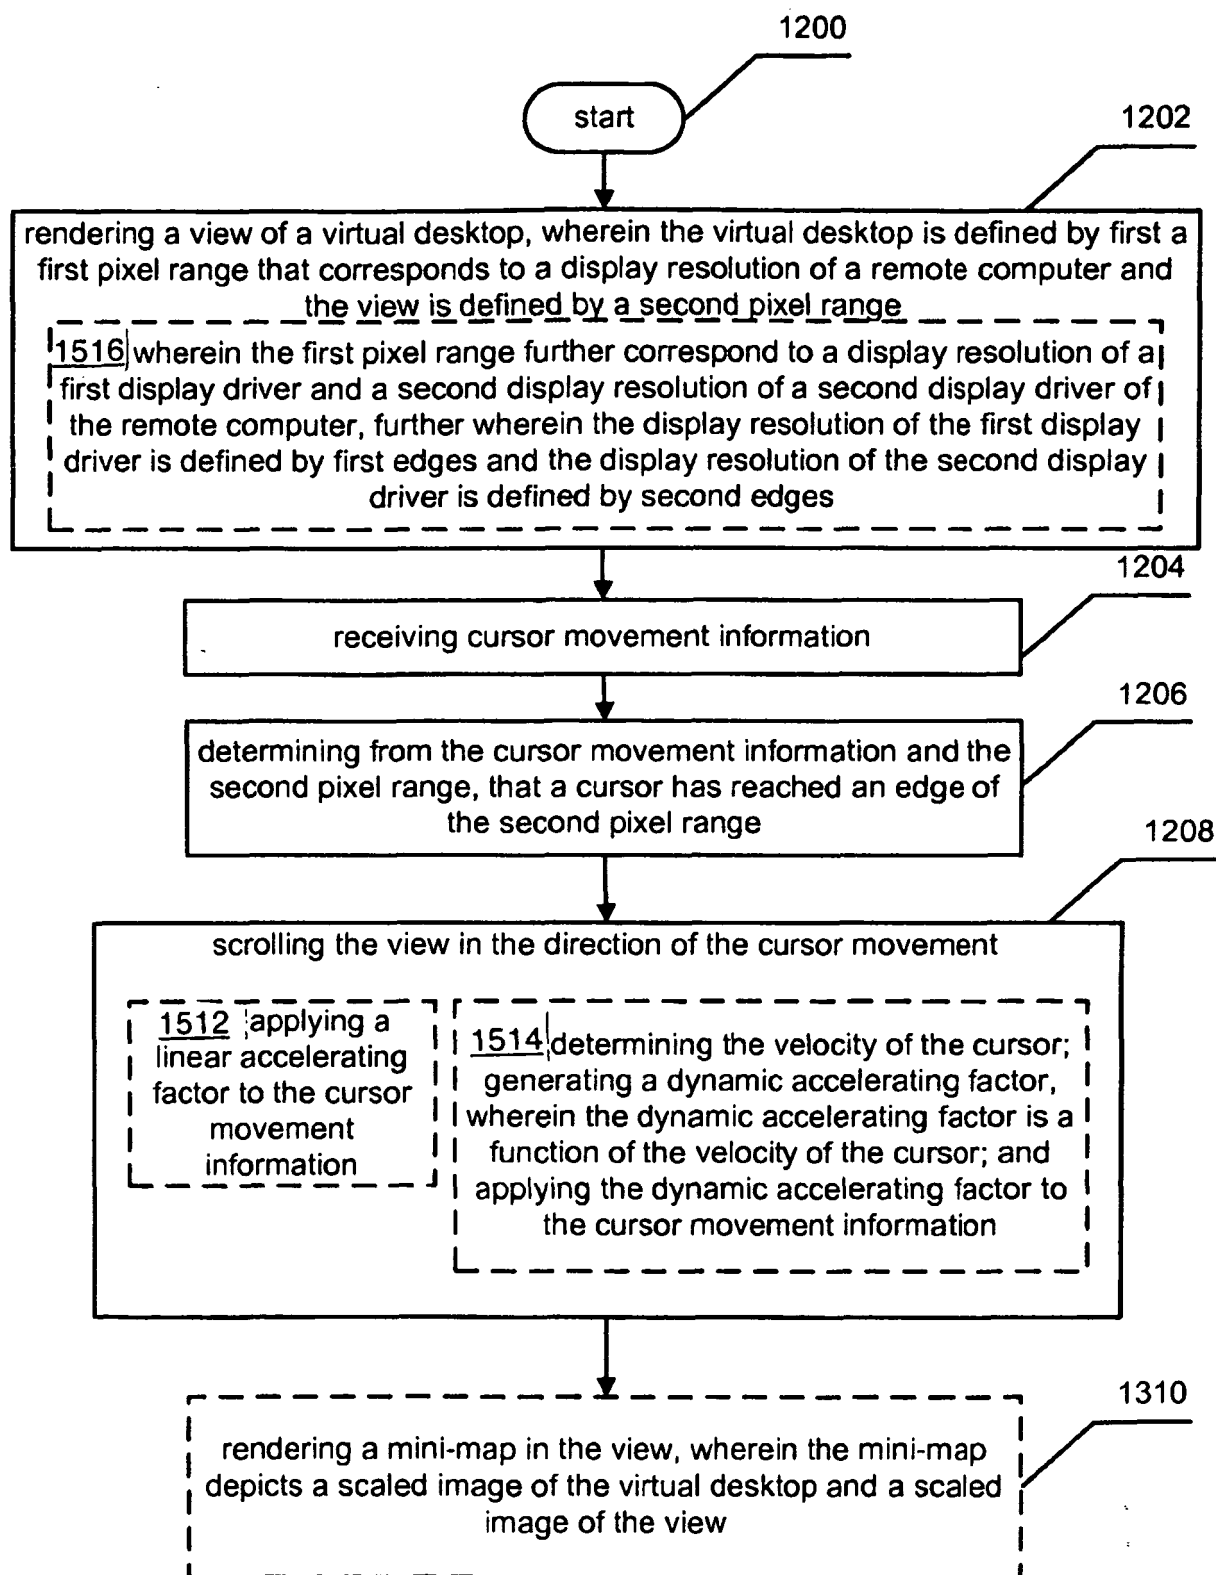 1200
start
1202
rendering a view of a virtual desktop, wherein the virtual desktop is defined by first a
first pixel range that corresponds to a display resolution of a remote computer and
the view is defined by a second pixel range
1516 wherein the first pixel range further correspond to a display resolution of a
first display driver and a second display resolution of a second display driver of
the remote computer, further wherein the display resolution of the first display
driver is defined by first edges and the display resolution of the second display
driver is defined by second edges
1204
receiving cursor movement information
1206
determining from the cursor movement information and the
second pixel range, that a cursor has reached an edge of
the second pixel range
1208
scrolling the view in the direction of the cursor movement
1512 applying a
linear accelerating
factor to the cursor
movement
information
1514 determining the velocity of the cursor;
generating a dynamic accelerating factor,
wherein the dynamic accelerating factor is a
function of the velocity of the cursor; and
applying the dynamic accelerating factor to
the cursor movement information
1310
rendering a mini-map in the view, wherein the mini-map
depicts a scaled image of the virtual desktop and a scaled
image of the view